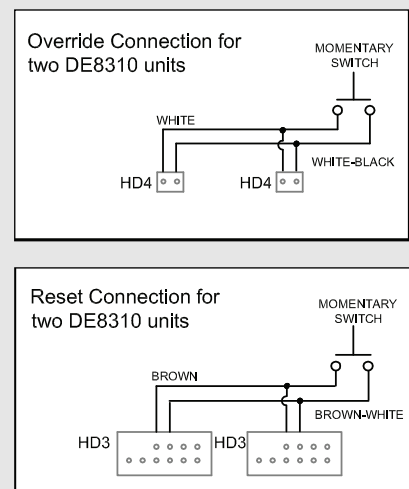 Override Connection for
two DE8310 units
MOMENTARY
SWITCH
WHITE
WHITE-BLACK
HD4
HD4
Reset Connection for
two DE8310 units
MOMENTARY
SWITCH
BROWN
BROWN-WHITE
HD3
HD3